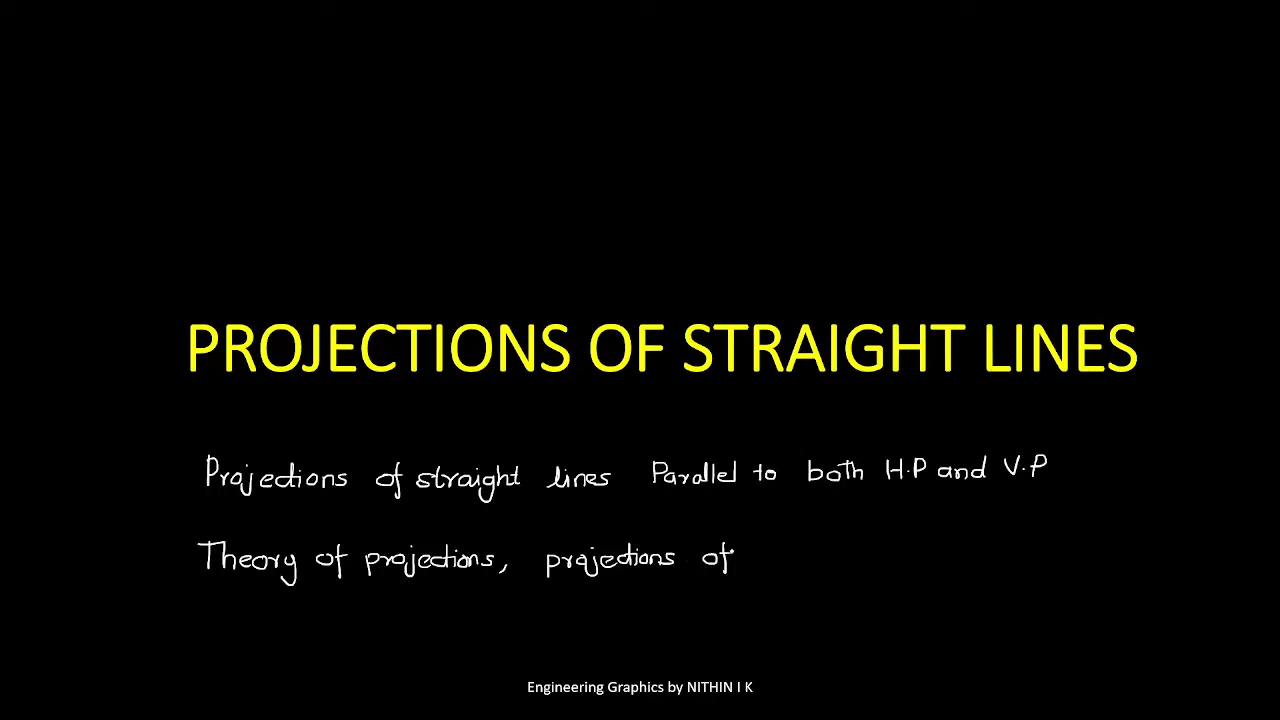 PROJECTIONS OF STRAIGHT LINES
Projections of straight lines Parallel to both H.P and V.P
Theory of projections, projections of
Engineering Graphics by NITHIN I K